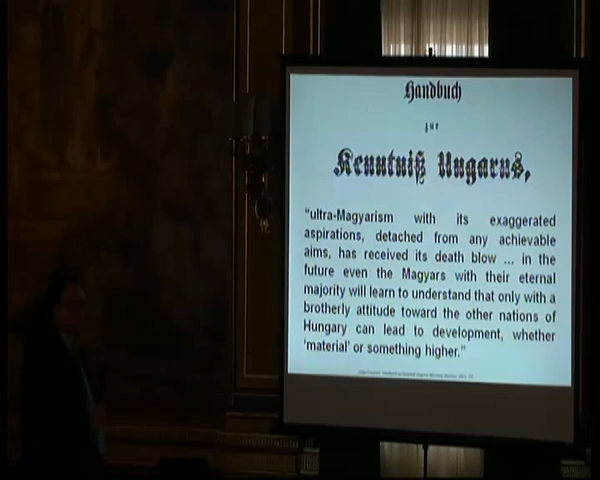 Handbuch
zur
Kenntniß Ungarns,
"ultra-Magyarism with its exaggerated
aspirations, detached from any achievable
aims, has received its death blow ... in the
future even the Magyars with their eternal
majority will learn to understand that only with a
brotherly attitude toward the other nations of
Hungary can lead to development, whether
'material' or something higher."